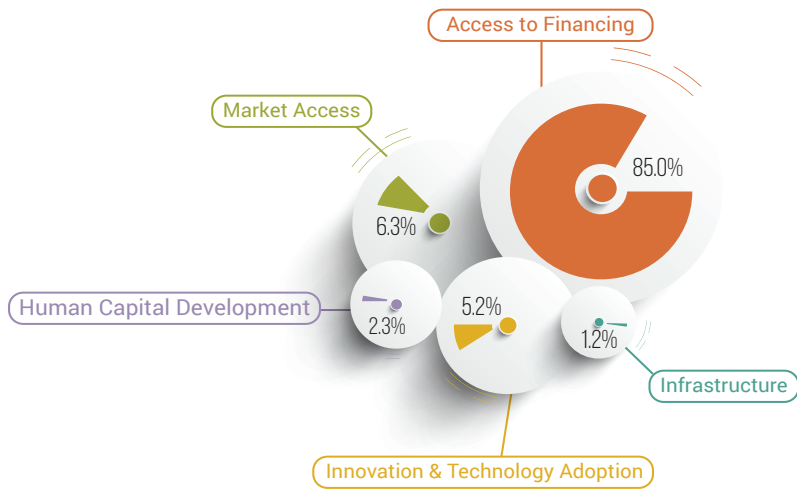 Access to Financing
85.0%
Market Access
6.3%
Human Capital Development
2.3%
5.2%
1.2%
Infrastructure
Innovation & Technology Adoption